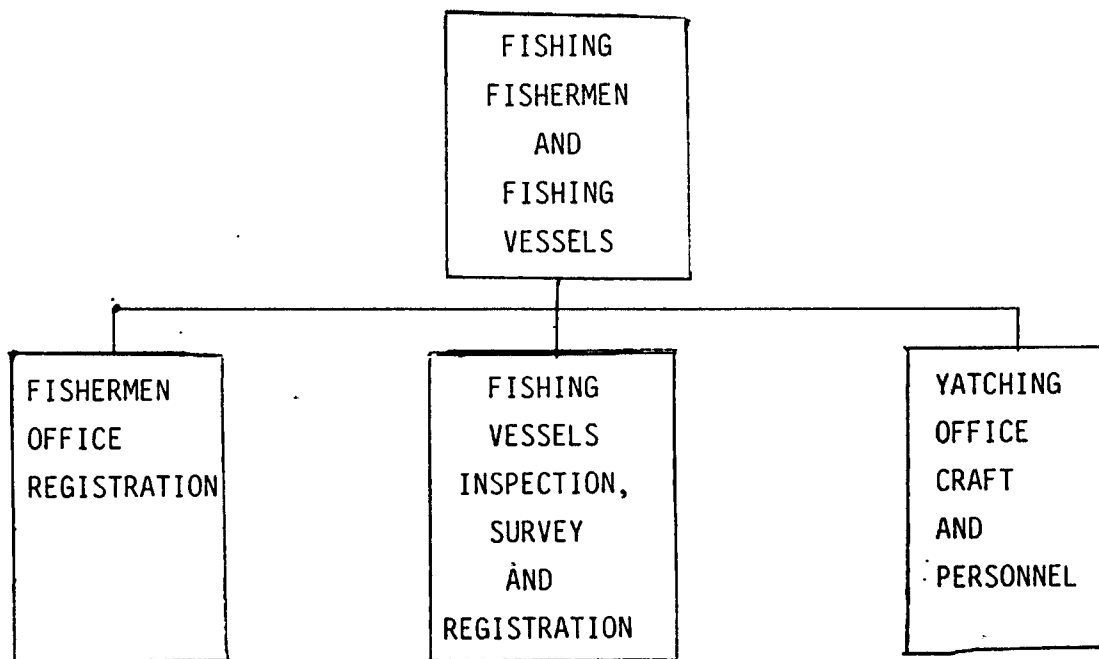 FISHING
FISHERMEN
AND
FISHING
VESSELS
FISHERMEN
OFFICE
REGISTRATION
FISHING
VESSELS
INSPECTION,
SURVEY
AND
REGISTRATION
YATCHING
OFFICE
CRAFT
AND
PERSONNEL